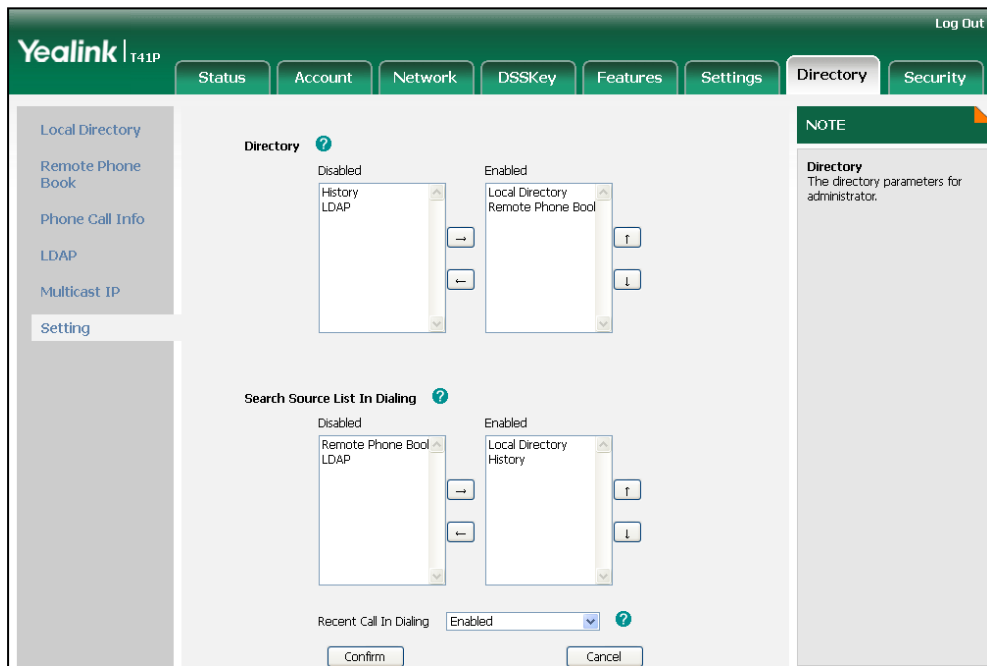 Log Out
Yealink | T41P
Status
Account
Network
DSSKey
Features
Settings
Directory
Security
Local Directory
Remote Phone
Book
Phone Call Info
LDAP
Multicast IP
Setting
Directory ?
Disabled
Enabled
History
LDAP
Local Directory
Remote Phone Bool
→
←
↑
↓
Search Source List In Dialing ?
Disabled
Enabled
Remote Phone Bool
LDAP
Local Directory
History
→
←
↑
↓
Recent Call In Dialing Enabled ?
Confirm
Cancel
NOTE
Directory
The directory parameters for
administrator.